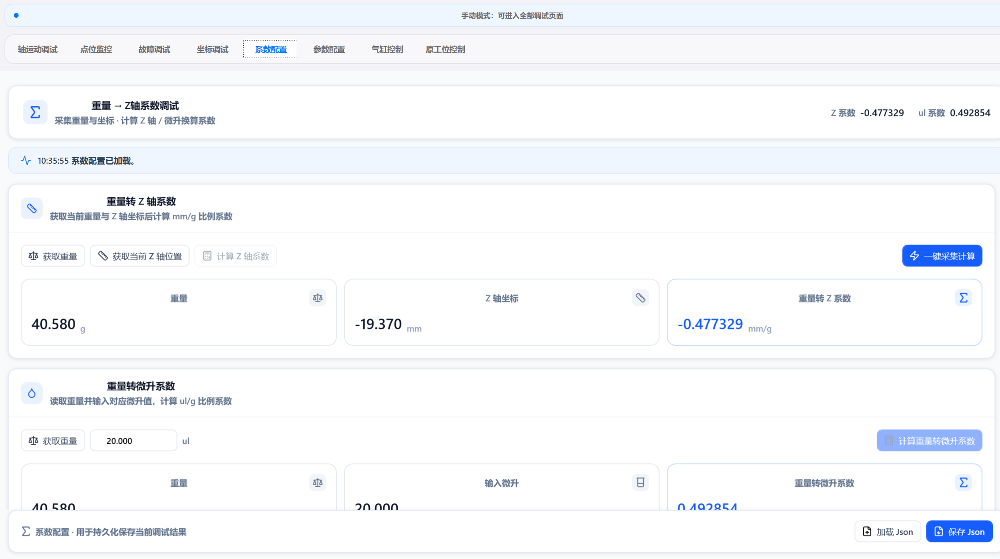 手动模式：可进入全部调试页面
轴运动调试 点位监控 故障调试 坐标调试 系数配置 参数配置 气缸控制 原工位控制
重量 → Z轴系数调试
采集重量与坐标 · 计算 Z 轴 / 微升换算系数
Z 系数 -0.477329 ul 系数 0.492854
10:35:55 系数配置已加载。
重量转 Z 轴系数
获取当前重量与 Z 轴坐标后计算 mm/g 比例系数
获取重量 获取当前 Z 轴位置 计算 Z 轴系数 一键采集计算
重量 Z 轴坐标 重量转 Z 系数
40.580 g -19.370 mm -0.477329 mm/g
重量转微升系数
读取重量并输入对应微升值，计算 ul/g 比例系数
获取重量 20.000 ul 计算重量转微升系数
重量 输入微升 重量转微升系数
40.580 20.000 0.492854
系数配置 · 用于持久化保存当前调试结果
加载 Json 保存 Json